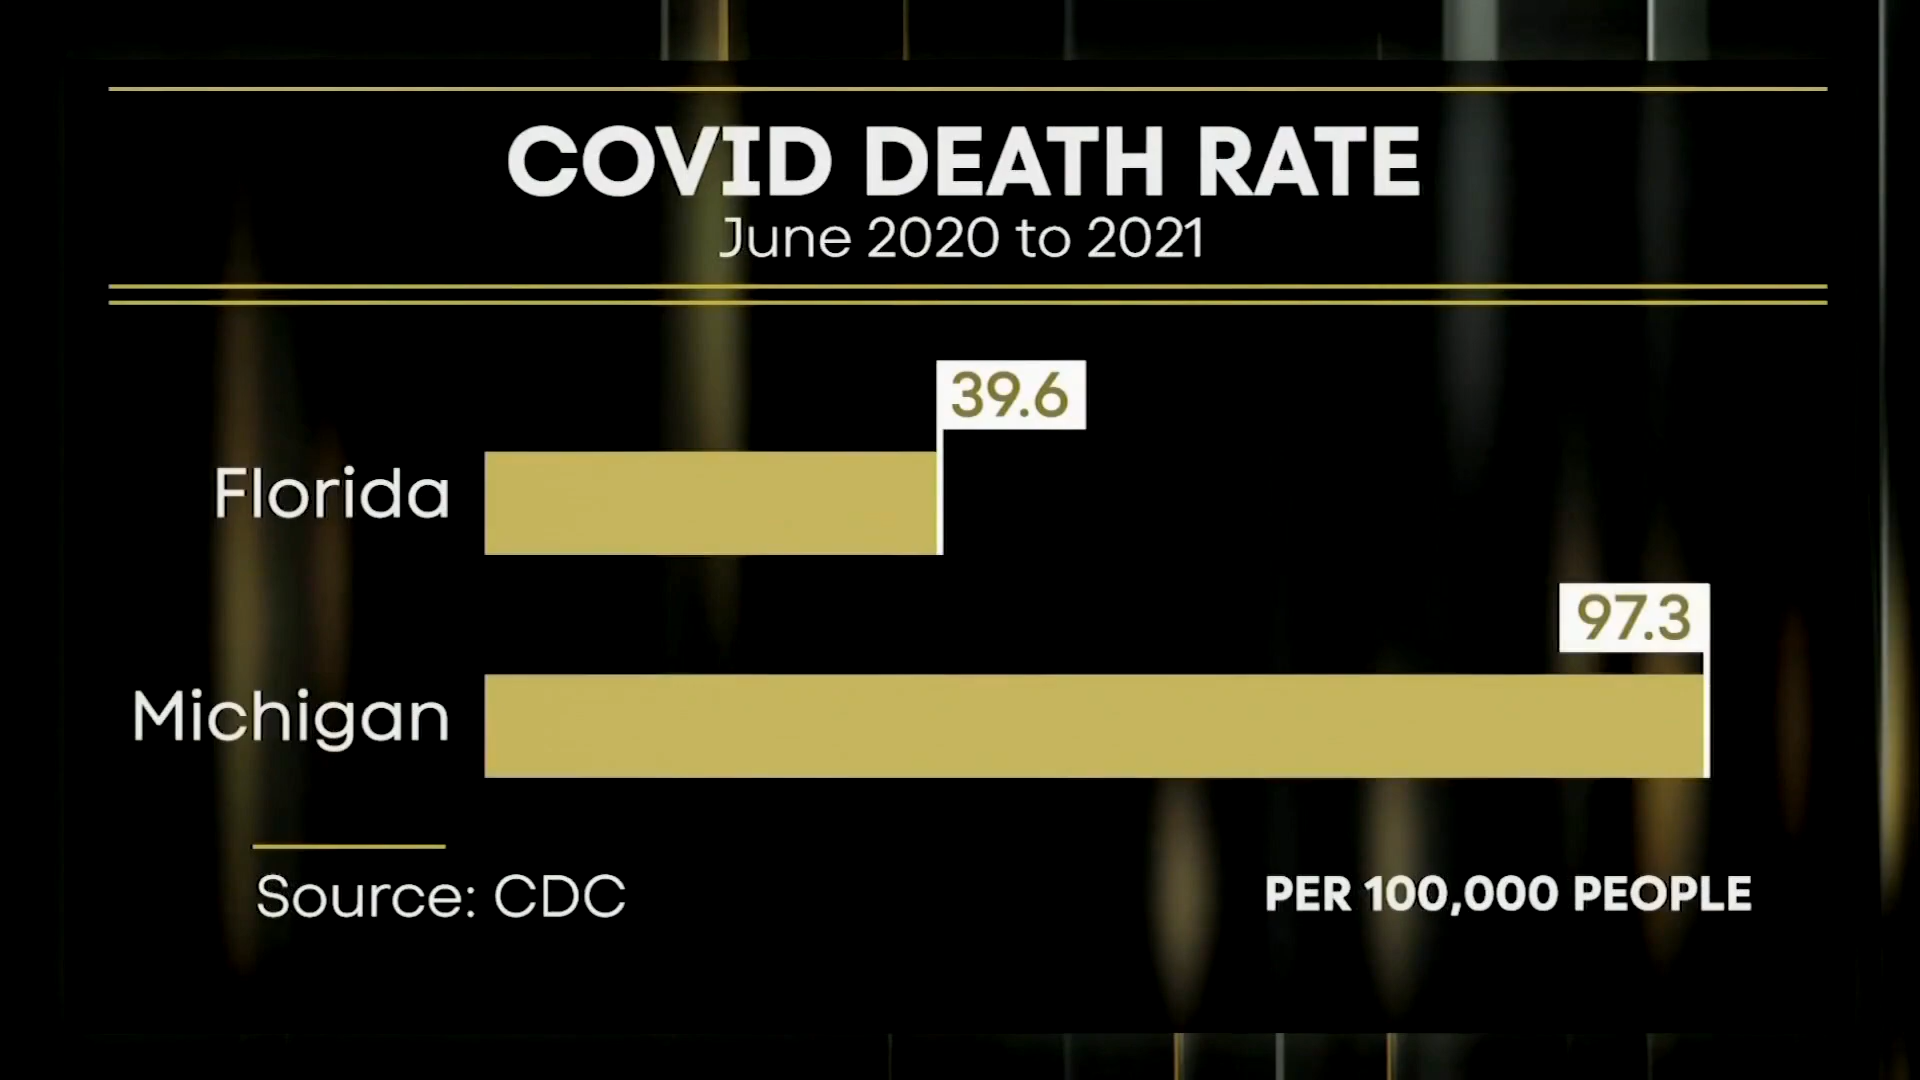 COVID DEATH RATE
June 2020 to 2021
39.6
Florida
97.3
Michigan
Source: CDC
PER 100,000 PEOPLE